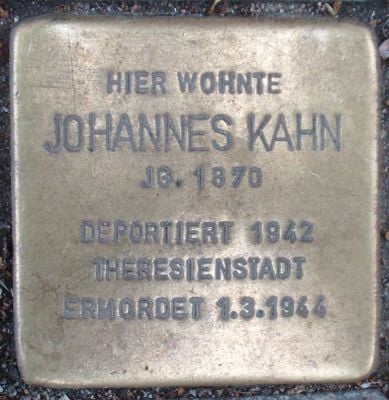 HIER WOHNTE
JOHANNES KAHN
JG. 1870
DEPORTIERT 1942
THERESIENSTADT
ERMORDET 1.3.1944